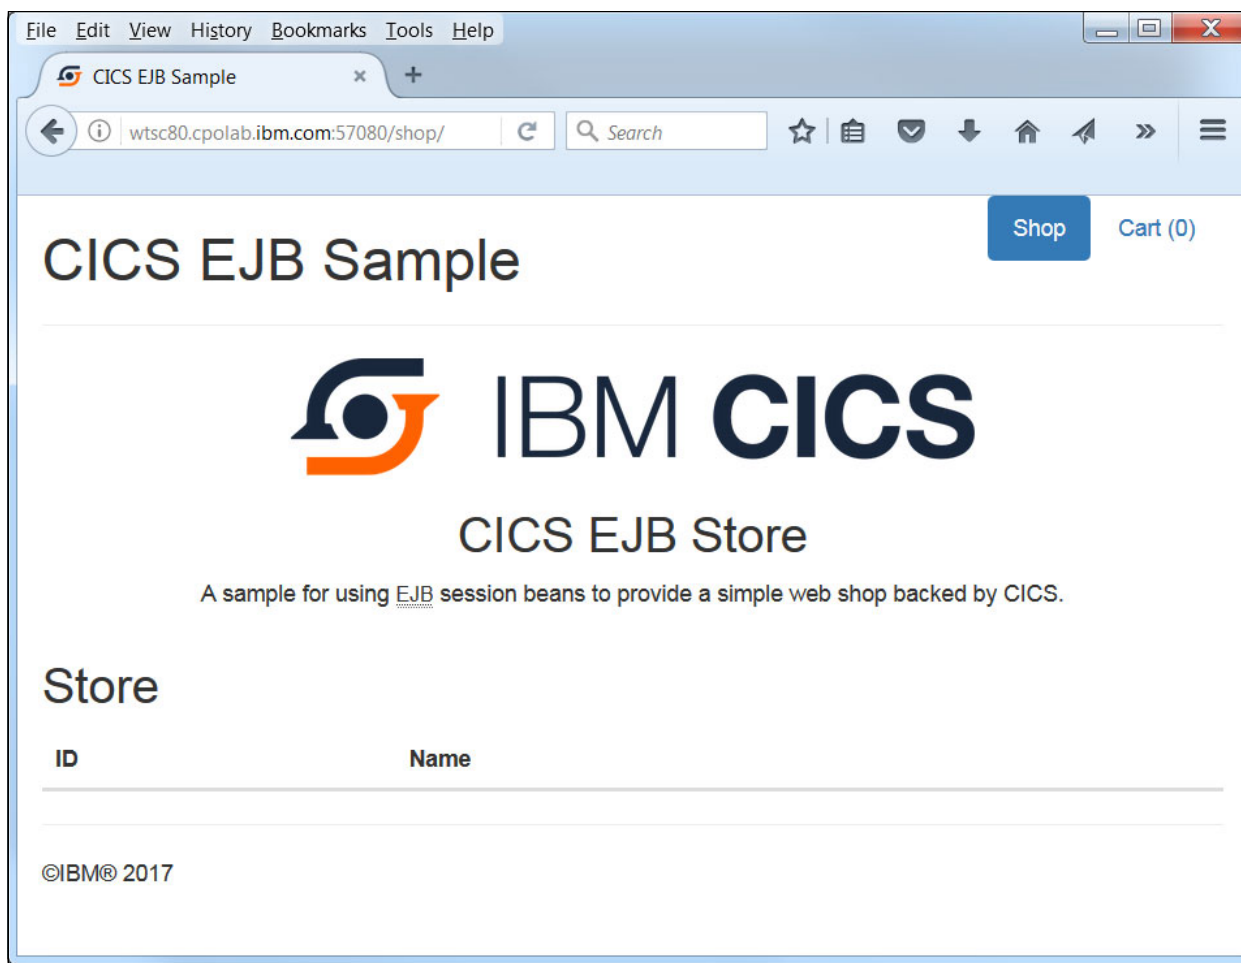 File Edit View History Bookmarks Tools Help
CICS EJB Sample
wtsc80.cpolab.ibm.com:57080/shop/ Search
Shop Cart (0)
CICS EJB Sample
IBM CICS
CICS EJB Store
A sample for using EJB session beans to provide a simple web shop backed by CICS.
Store
ID Name
©IBM® 2017